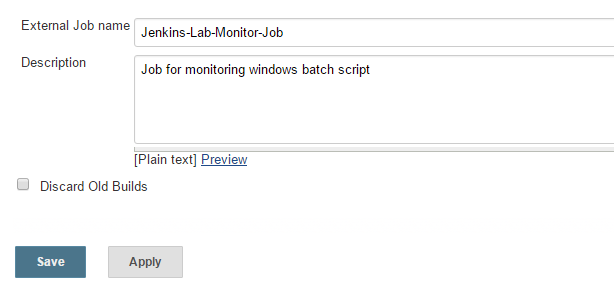 External Job name Jenkins-Lab-Monitor-Job
Description Job for monitoring windows batch script
[Plain text] Preview
Discard Old Builds
Save Apply